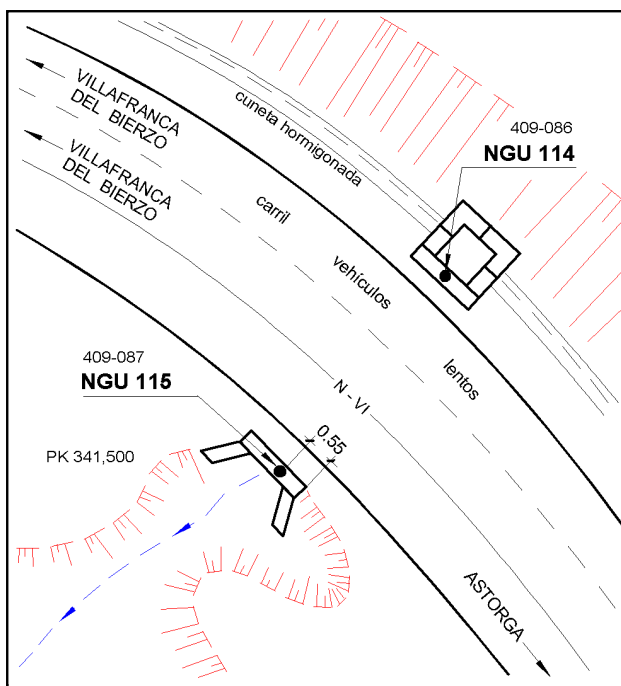 VILLAFRANCA
DEL BIERZO
VILLAFRANCA
DEL BIERZO
cuneta hormigonada
409-086
NGU 114
carril
vehículos
lentos
409-087
NGU 115
N - VI
0.55
PK 341,500
ASTORGA